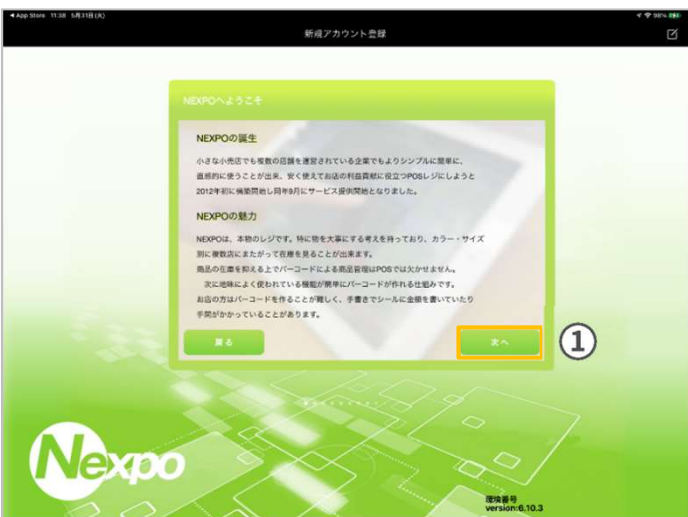 App Store 11:38 5月31日(火) 98%
新規アカウント登録
NEXPOへようこそ
NEXPOの誕生
小さな小売店でも複数の店舗を運営されている企業でもよりシンプルに簡単に、
直感的に使うことが出来、安く使えてお店の利益貢献に役立つPOSレジにしようと
2012年初に構築開始し同年9月にサービス提供開始となりました。
NEXPOの魅力
NEXPOは、本物のレジです。特に物を大事にする考えを持っており、カラー・サイズ
別に複数店にまたがって在庫を見ることが出来ます。
商品の在庫を抑える上でバーコードによる商品管理はPOSでは欠かせません。
次に地味によく使われている機能が簡単にバーコードが作れる仕組みです。
お店の方はバーコードを作ることが難しく、手書きでシールに金額を書いていたり
手間がかかっていることがあります。
戻る
次へ
①
Nexpo
環境番号
version:6.10.3